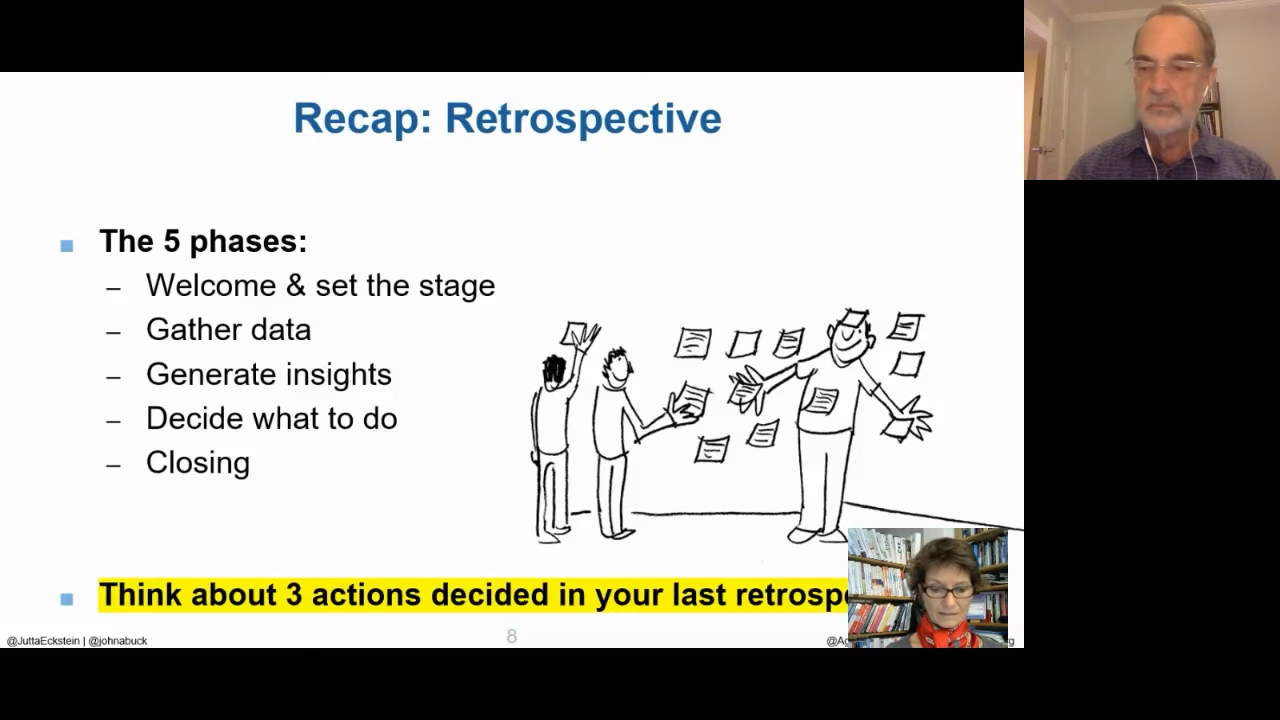 Recap: Retrospective
The 5 phases:
– Welcome & set the stage
– Gather data
– Generate insights
– Decide what to do
– Closing
Think about 3 actions decided in your last
@JuttaEckstein | @johnabuck
8